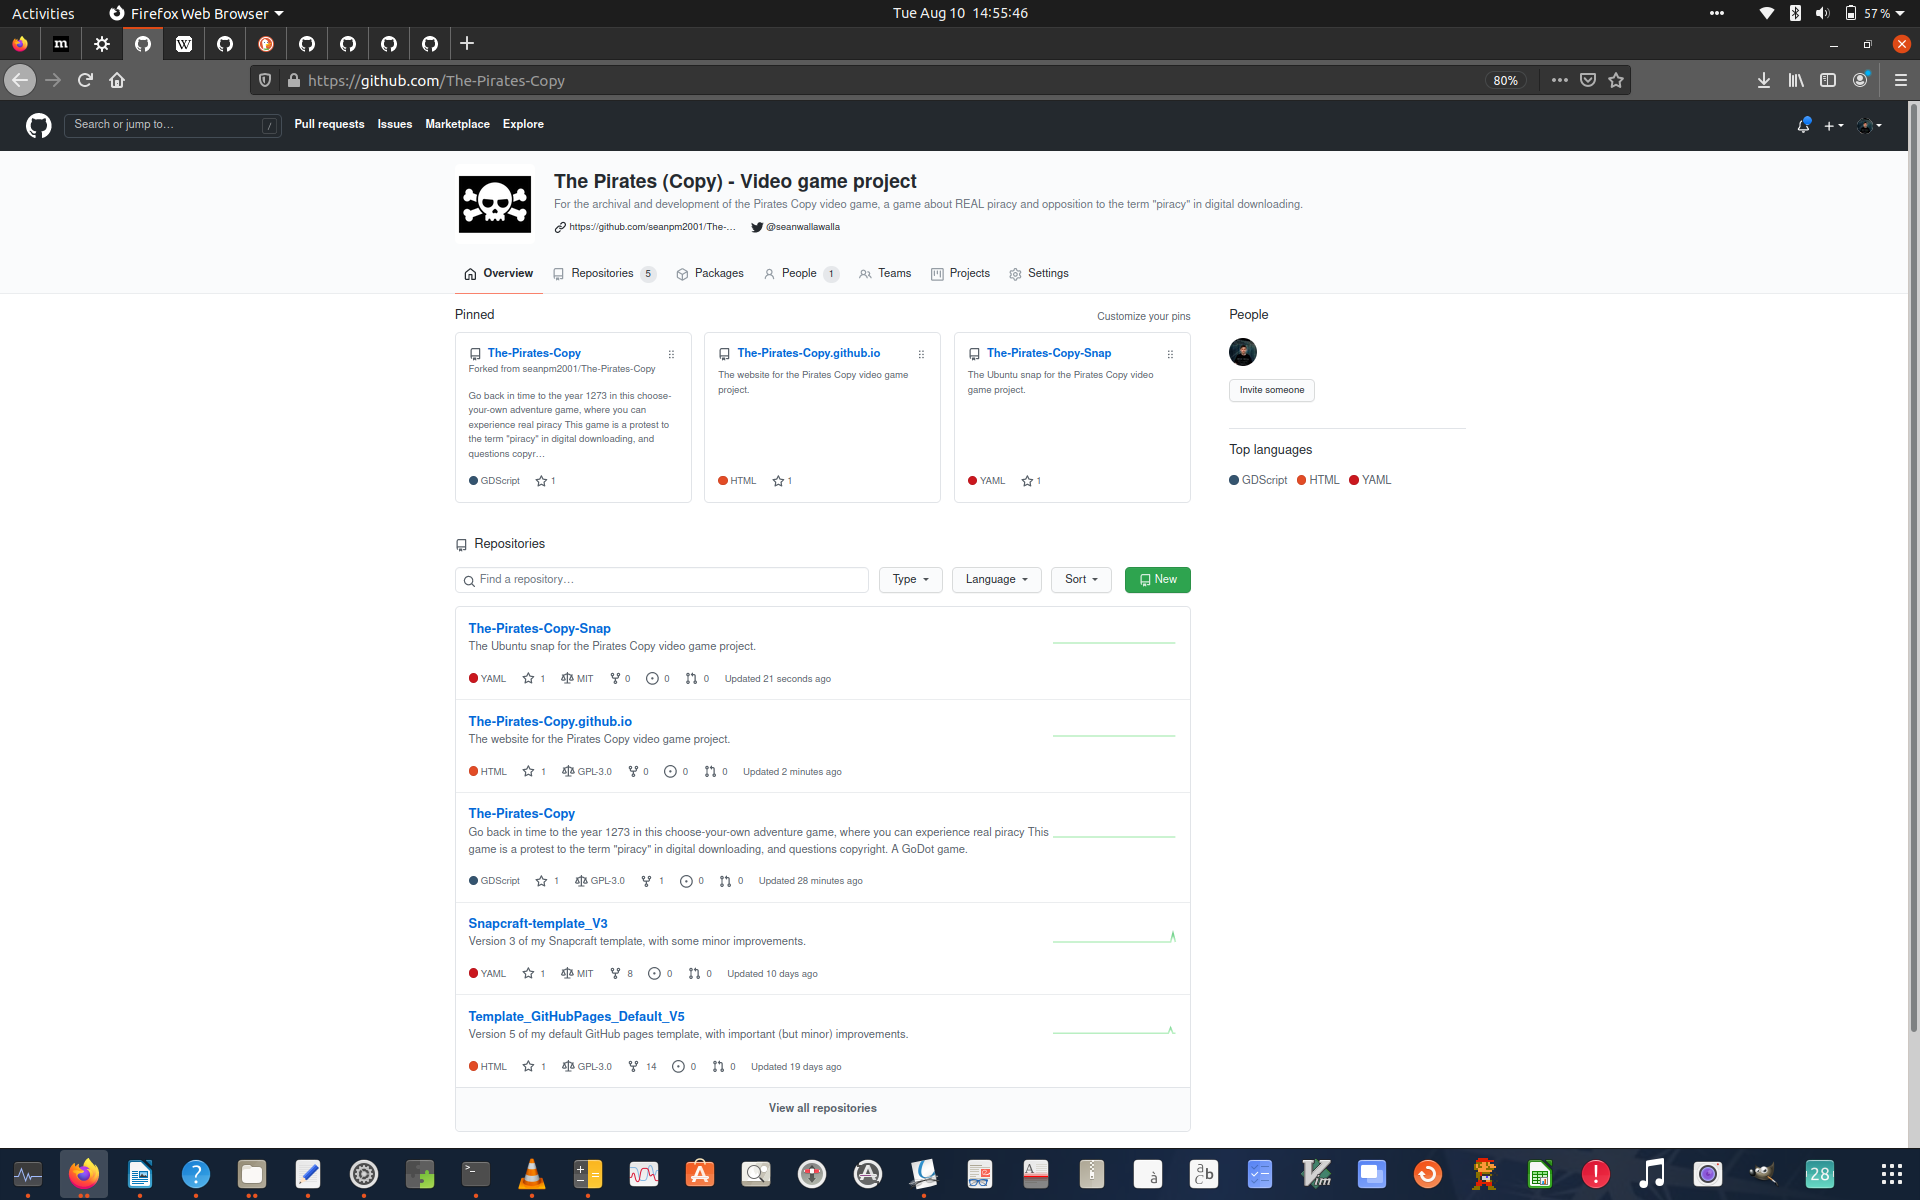 Activities
Firefox Web Browser
Tue Aug 10 14:55:46
57 %
m
W
https://github.com/The-Pirates-Copy
80%
Search or jump to…
/
Pull requests
Issues
Marketplace
Explore
The Pirates (Copy) - Video game project
For the archival and development of the Pirates Copy video game, a game about REAL piracy and opposition to the term "piracy" in digital downloading.
https://github.com/seanpm2001/The-…
@seanwallawalla
Overview
Repositories 5
Packages
People 1
Teams
Projects
Settings
Pinned
Customize your pins
The-Pirates-Copy
Forked from seanpm2001/The-Pirates-Copy
Go back in time to the year 1273 in this choose-
your-own adventure game, where you can
experience real piracy This game is a protest to
the term "piracy" in digital downloading, and
questions copyr…
GDScript 1
The-Pirates-Copy.github.io
The website for the Pirates Copy video game
project.
HTML 1
The-Pirates-Copy-Snap
The Ubuntu snap for the Pirates Copy video
game project.
YAML 1
People
Invite someone
Top languages
GDScript HTML YAML
Repositories
Find a repository…
Type
Language
Sort
New
The-Pirates-Copy-Snap
The Ubuntu snap for the Pirates Copy video game project.
YAML 1 MIT 0 0 0 Updated 21 seconds ago
The-Pirates-Copy.github.io
The website for the Pirates Copy video game project.
HTML 1 GPL-3.0 0 0 0 Updated 2 minutes ago
The-Pirates-Copy
Go back in time to the year 1273 in this choose-your-own adventure game, where you can experience real piracy This
game is a protest to the term "piracy" in digital downloading, and questions copyright. A GoDot game.
GDScript 1 GPL-3.0 1 0 0 Updated 28 minutes ago
Snapcraft-template_V3
Version 3 of my Snapcraft template, with some minor improvements.
YAML 1 MIT 8 0 0 Updated 10 days ago
Template_GitHubPages_Default_V5
Version 5 of my default GitHub pages template, with important (but minor) improvements.
HTML 1 GPL-3.0 14 0 0 Updated 19 days ago
View all repositories
28